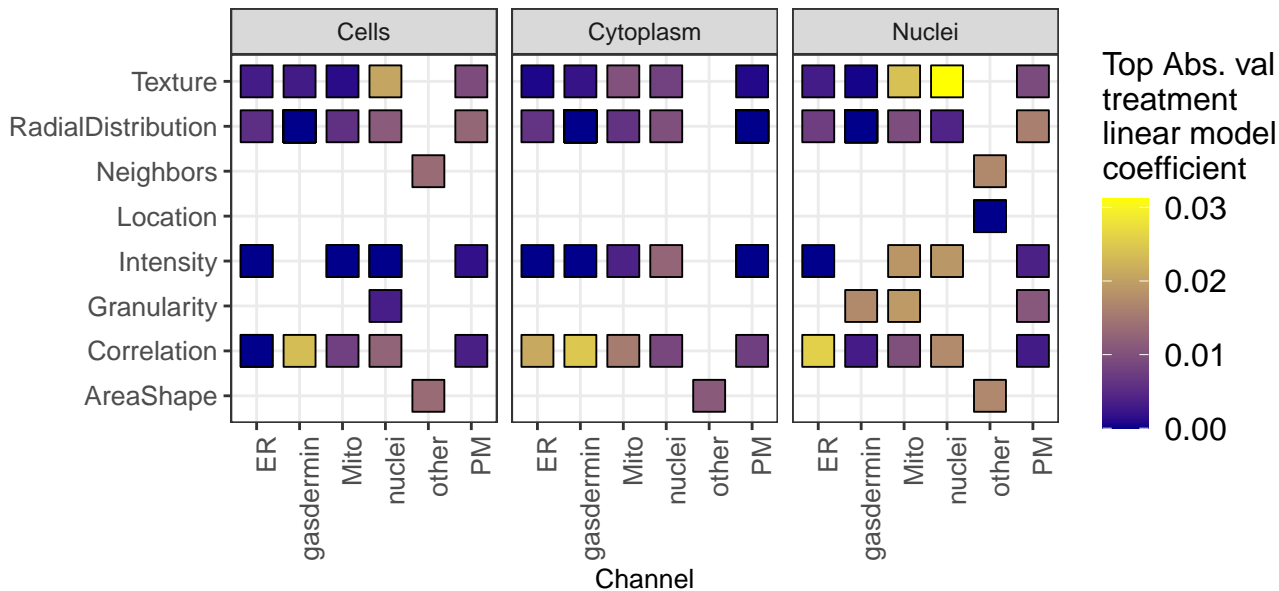 Cells
Cytoplasm
Nuclei
Texture
RadialDistribution
Neighbors
Location
Intensity
Granularity
Correlation
AreaShape
ER
gasdermin
Mito
nuclei
other
PM
ER
gasdermin
Mito
nuclei
other
PM
ER
gasdermin
Mito
nuclei
other
PM
Channel
Top Abs. val
treatment
linear model
coefficient
0.03
0.02
0.01
0.00